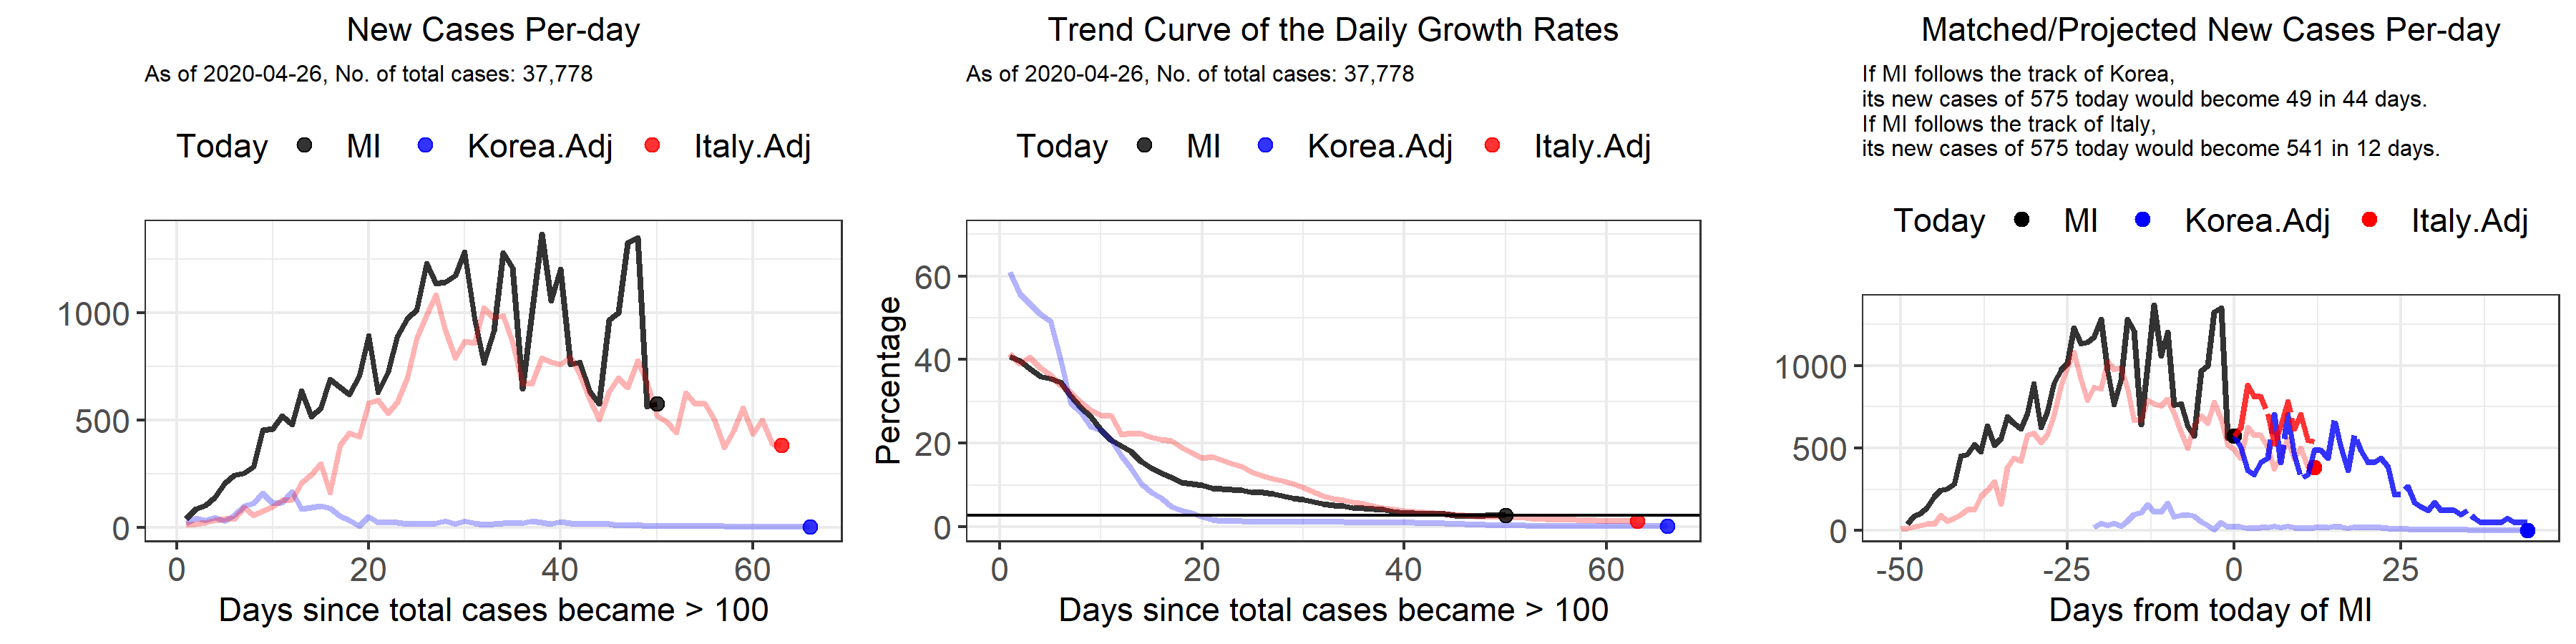 New Cases Per-day
As of 2020-04-26, No. of total cases: 37,778
Today MI Korea.Adj Italy.Adj
1000
500
0
0 20 40 60
Days since total cases became > 100
Trend Curve of the Daily Growth Rates
As of 2020-04-26, No. of total cases: 37,778
Today MI Korea.Adj Italy.Adj
Percentage
60
40
20
0
0 20 40 60
Days since total cases became > 100
Matched/Projected New Cases Per-day
If MI follows the track of Korea,
its new cases of 575 today would become 49 in 44 days.
If MI follows the track of Italy,
its new cases of 575 today would become 541 in 12 days.
Today MI Korea.Adj Italy.Adj
1000
500
0
-50 -25 0 25
Days from today of MI